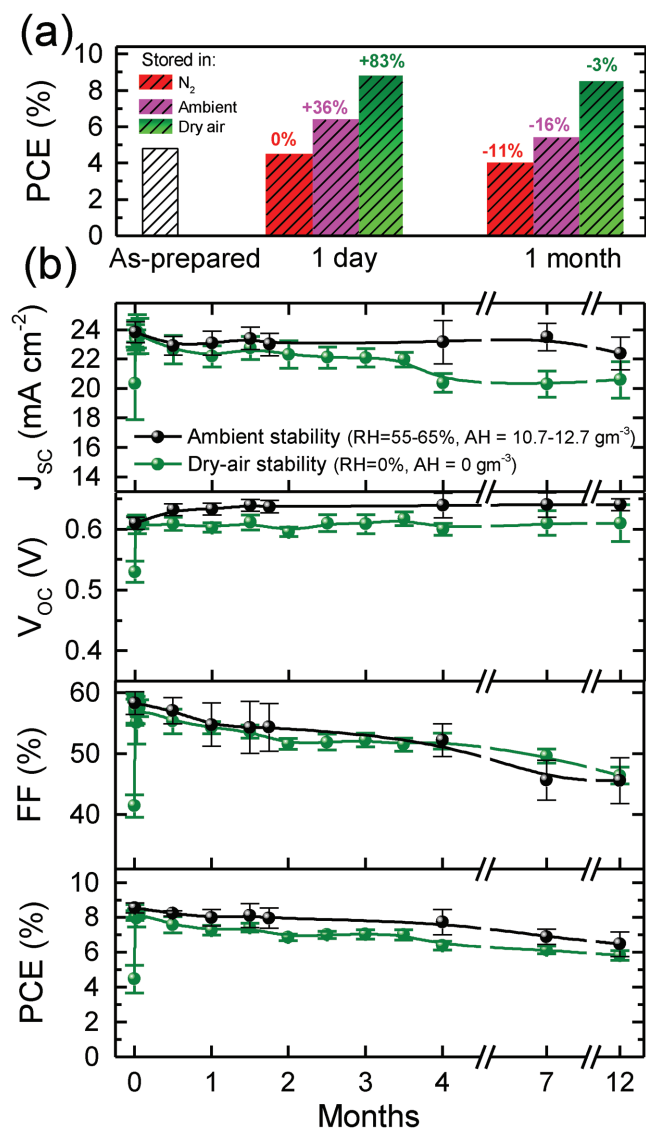 (a)
10
8
6
4
2
0
PCE (%)
Stored in:
N₂
Ambient
Dry air
0%
+36%
+83%
-11%
-16%
-3%
As-prepared
1 day
1 month
(b)
24
22
20
18
16
14
J_SC (mA cm⁻²)
Ambient stability (RH=55-65%, AH = 10.7-12.7 gm⁻³)
Dry-air stability (RH=0%, AH = 0 gm⁻³)
0.6
0.5
0.4
V_OC (V)
60
50
40
FF (%)
10
8
6
4
2
0
PCE (%)
0 1 2 3 4 7 12
Months